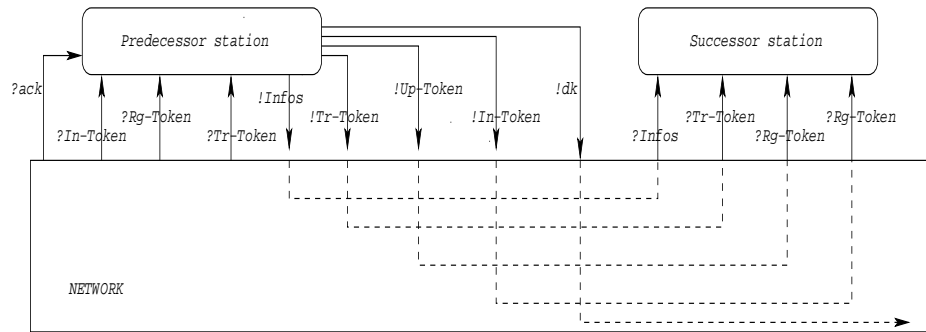 Predecessor station
Successor station
?ack
!Infos
!Up-Token
!dk
?In-Token
?Rg-Token
?Tr-Token
!Tr-Token
!In-Token
?Infos
?Tr-Token
?Rg-Token
?Rg-Token
NETWORK